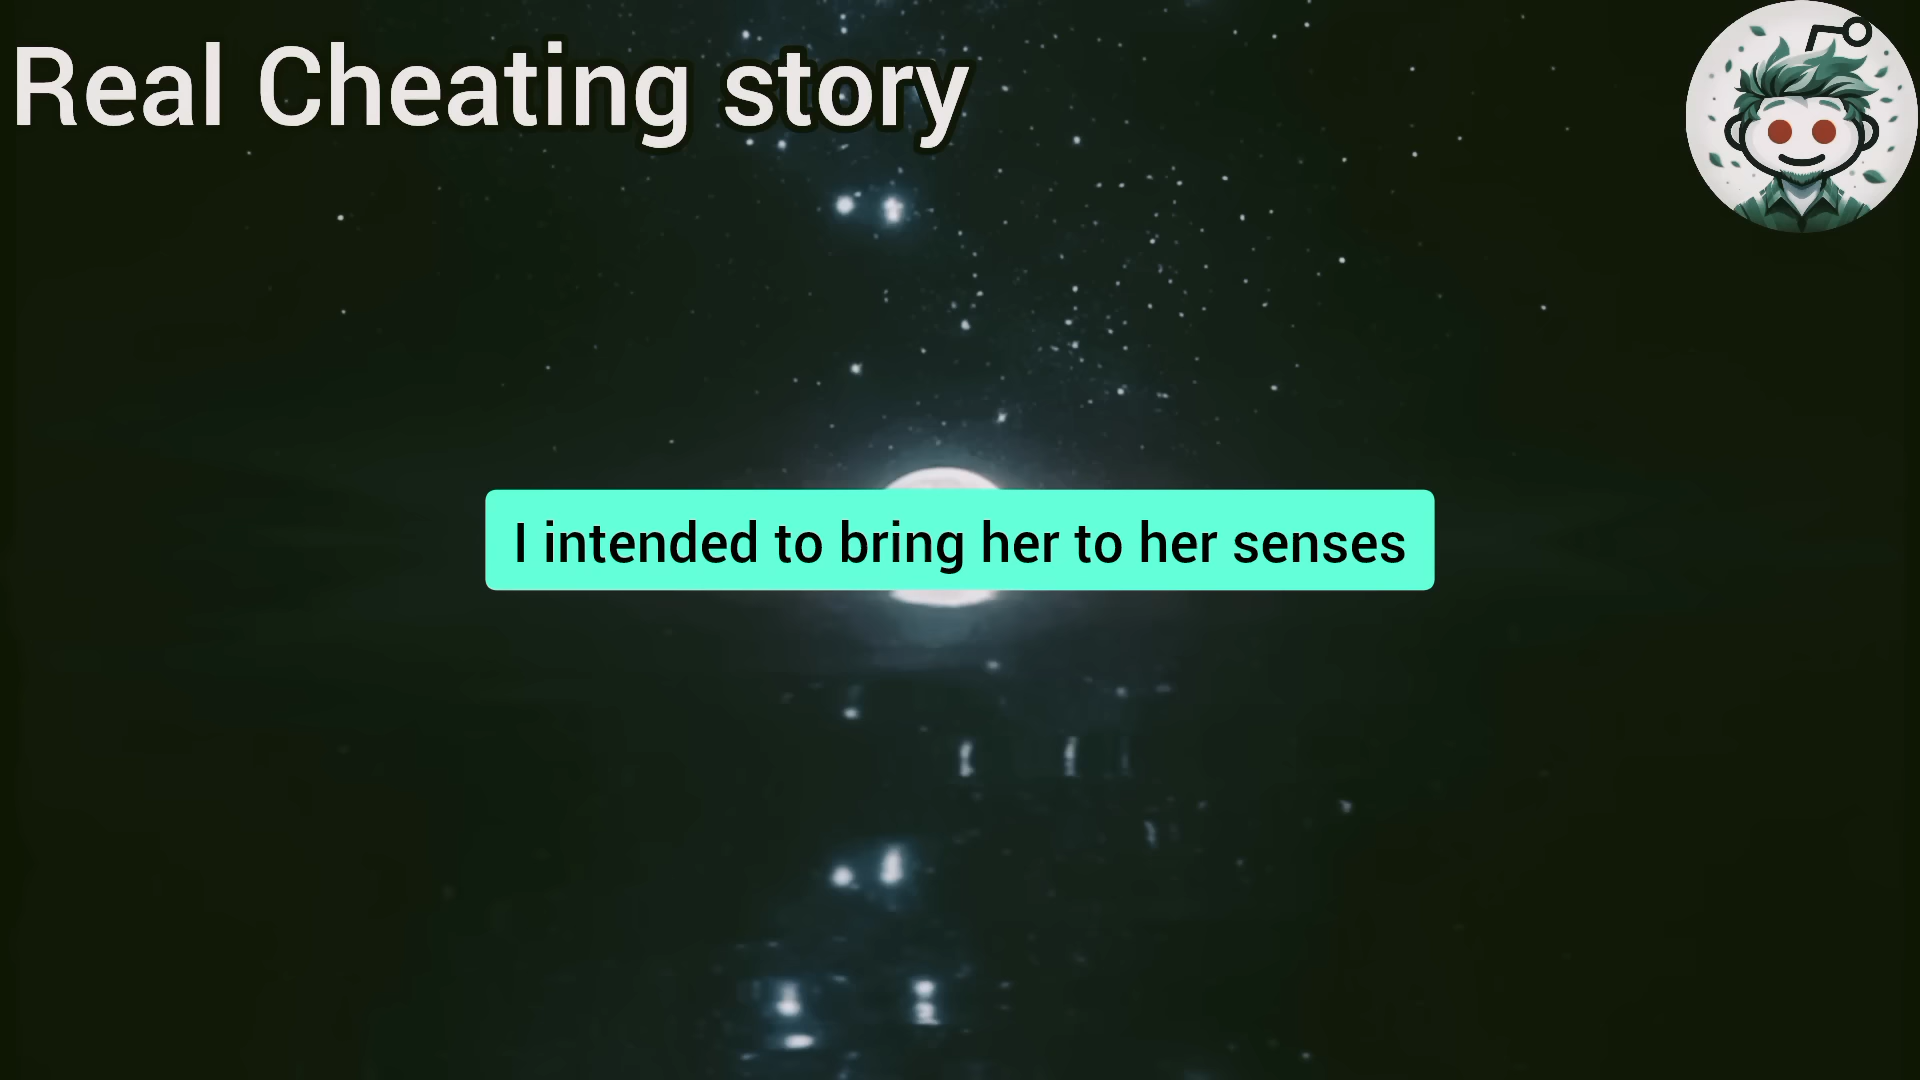 Real Cheating story
I intended to bring her to her senses